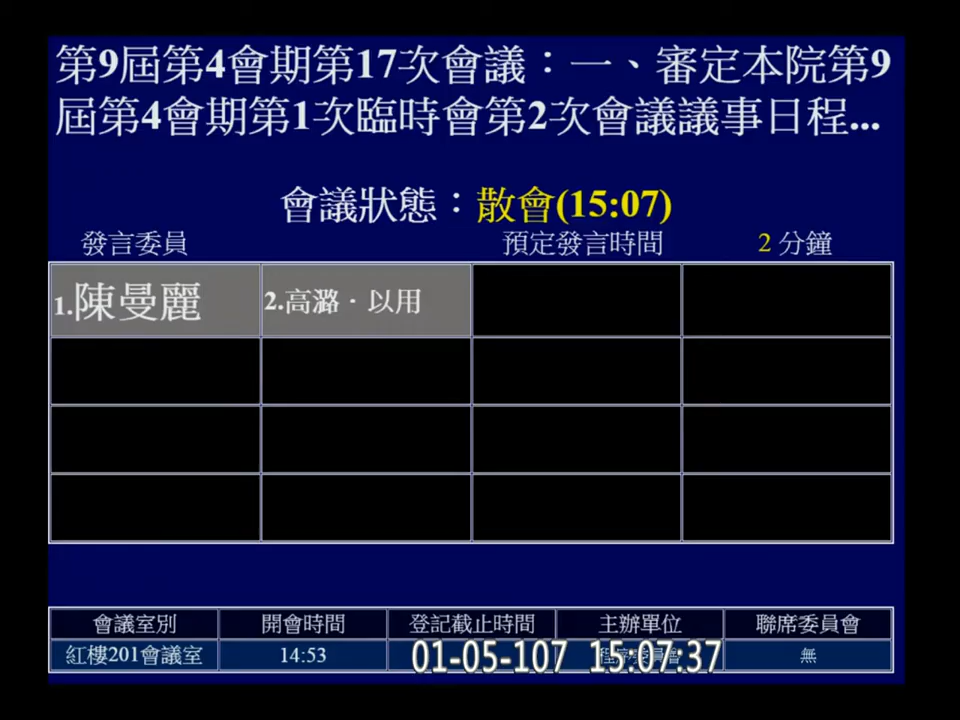 第9屆第4會期第17次會議：一、審定本院第9
屆第4會期第1次臨時會第2次會議議事日程...
會議狀態：散會(15:07)
發言委員 預定發言時間 2 分鐘
1.陳曼麗 2.高潞．以用
會議室別 開會時間 登記截止時間 主辦單位 聯席委員會
紅樓201會議室 14:53 程序委員會 無
01-05-107 15:07:37